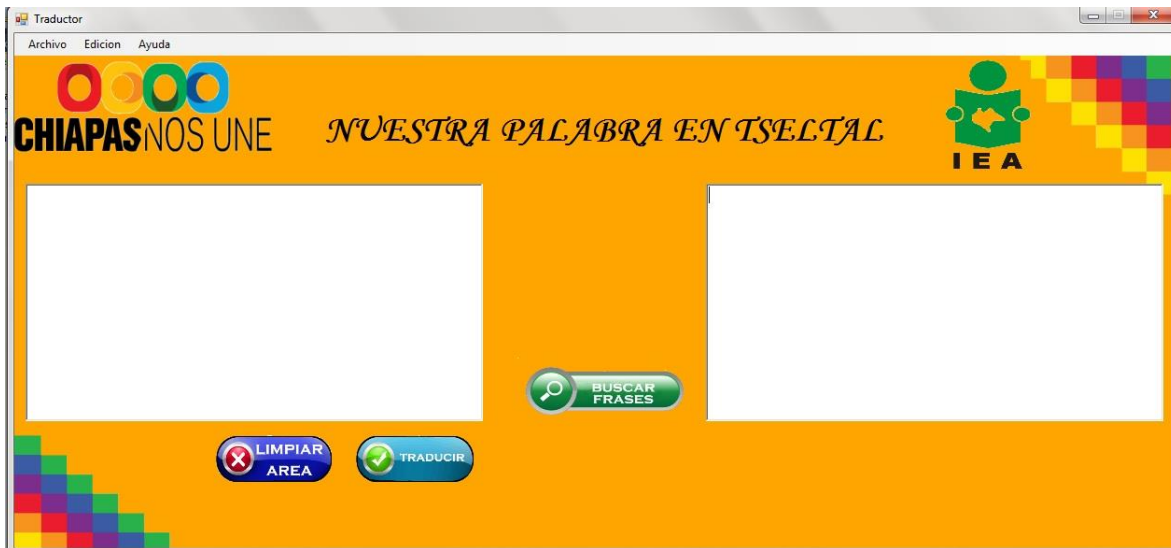 Traductor
Archivo Edicion Ayuda
CHIAPAS NOS UNE
NUESTRA PALABRA EN TSELTAL
IEA
BUSCAR
FRASES
LIMPIAR
AREA
TRADUCIR